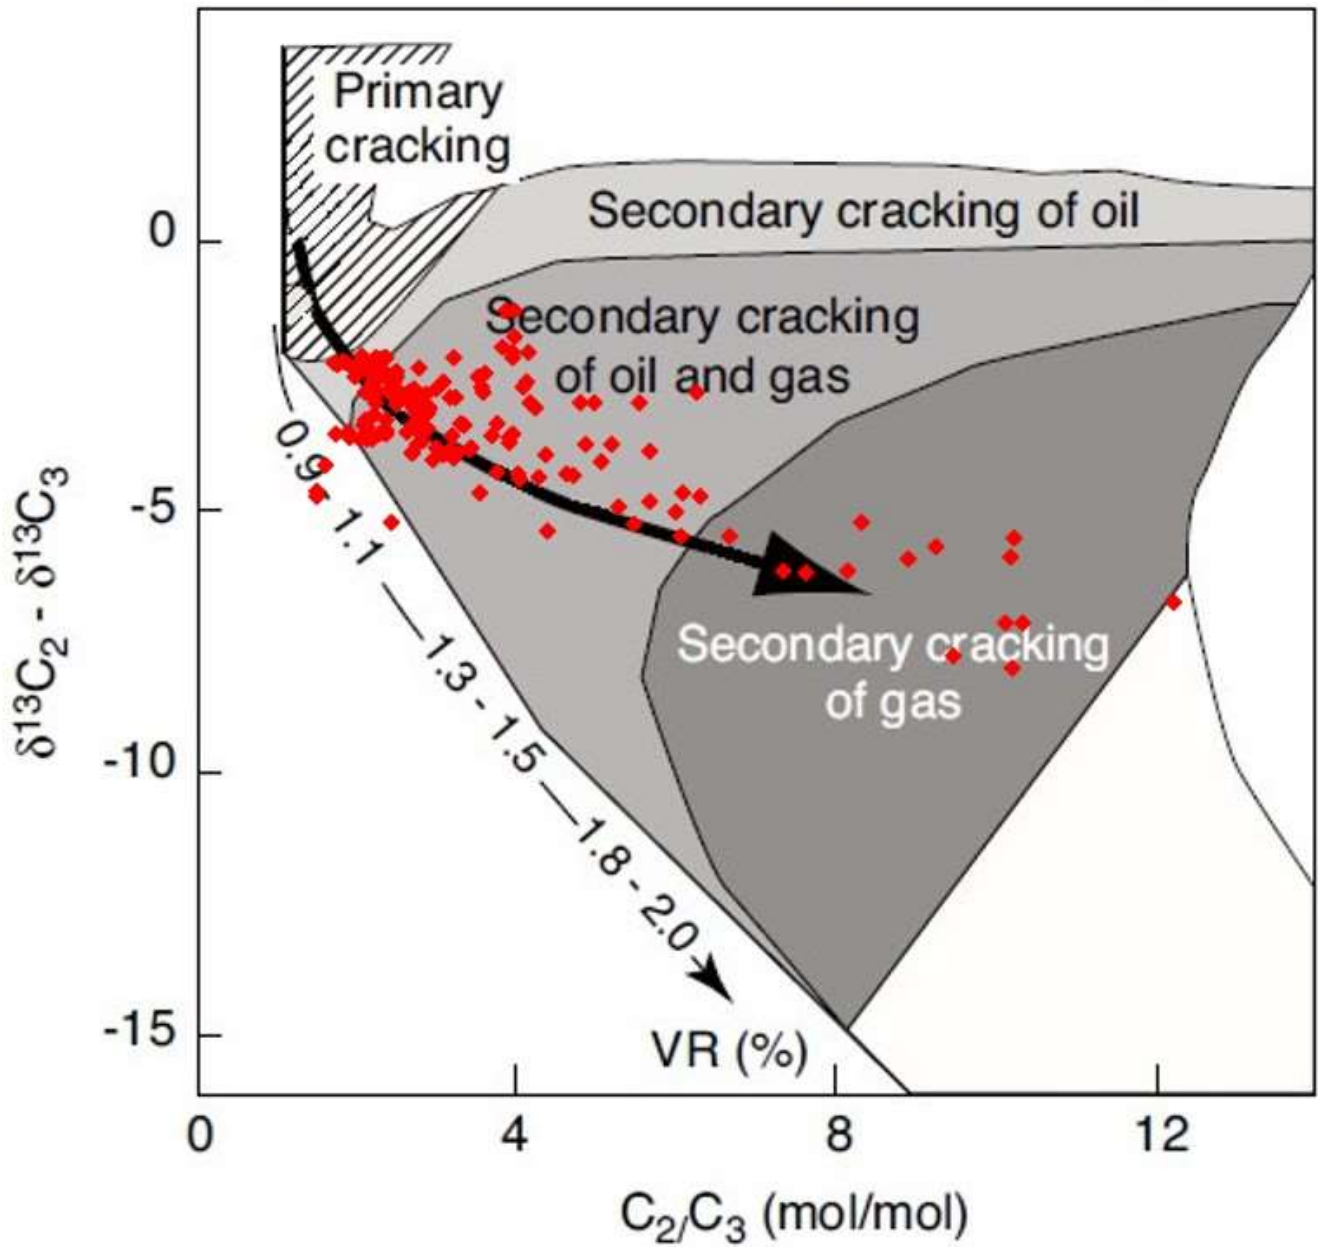 Primary
cracking
Secondary cracking of oil
Secondary cracking
of oil and gas
Secondary cracking
of gas
0
-5
-10
-15
δ¹³C₂ - δ¹³C₃
0.9 - 1.1 — 1.3 - 1.5 — 1.8 - 2.0
VR (%)
0
4
8
12
C₂/C₃ (mol/mol)